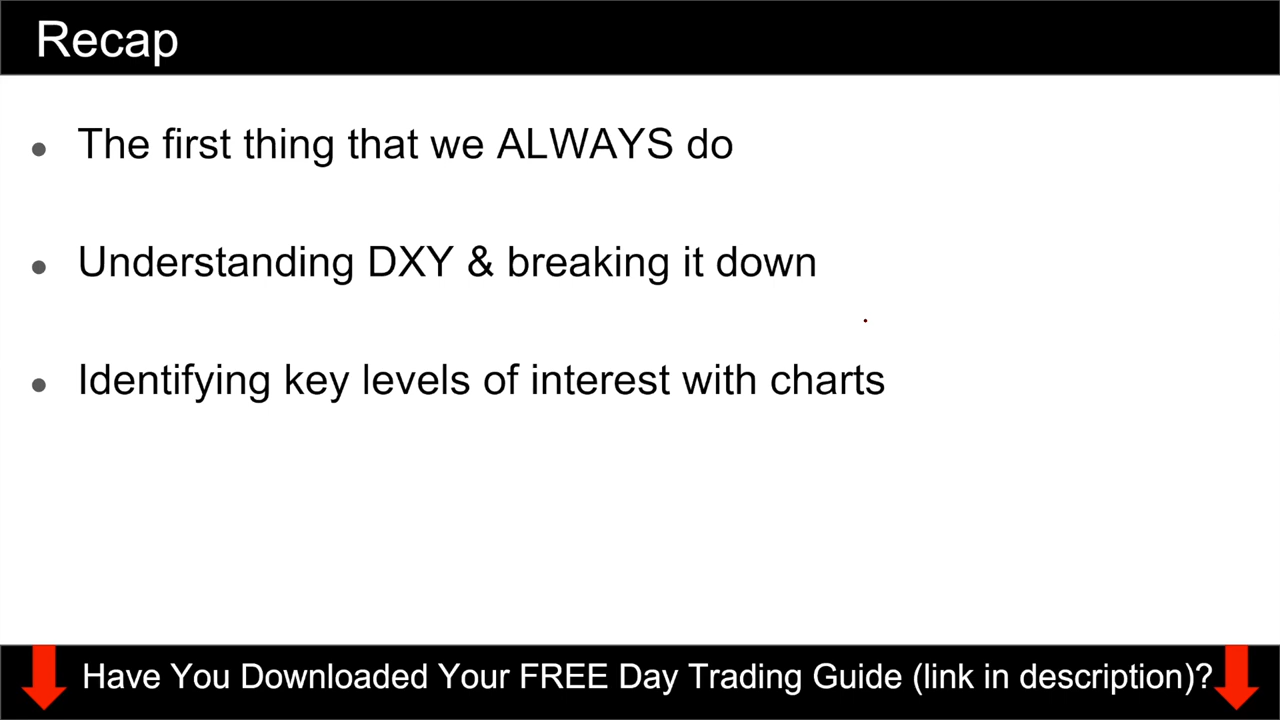 Recap
The first thing that we ALWAYS do
Understanding DXY & breaking it down
Identifying key levels of interest with charts
Have You Downloaded Your FREE Day Trading Guide (link in description)?